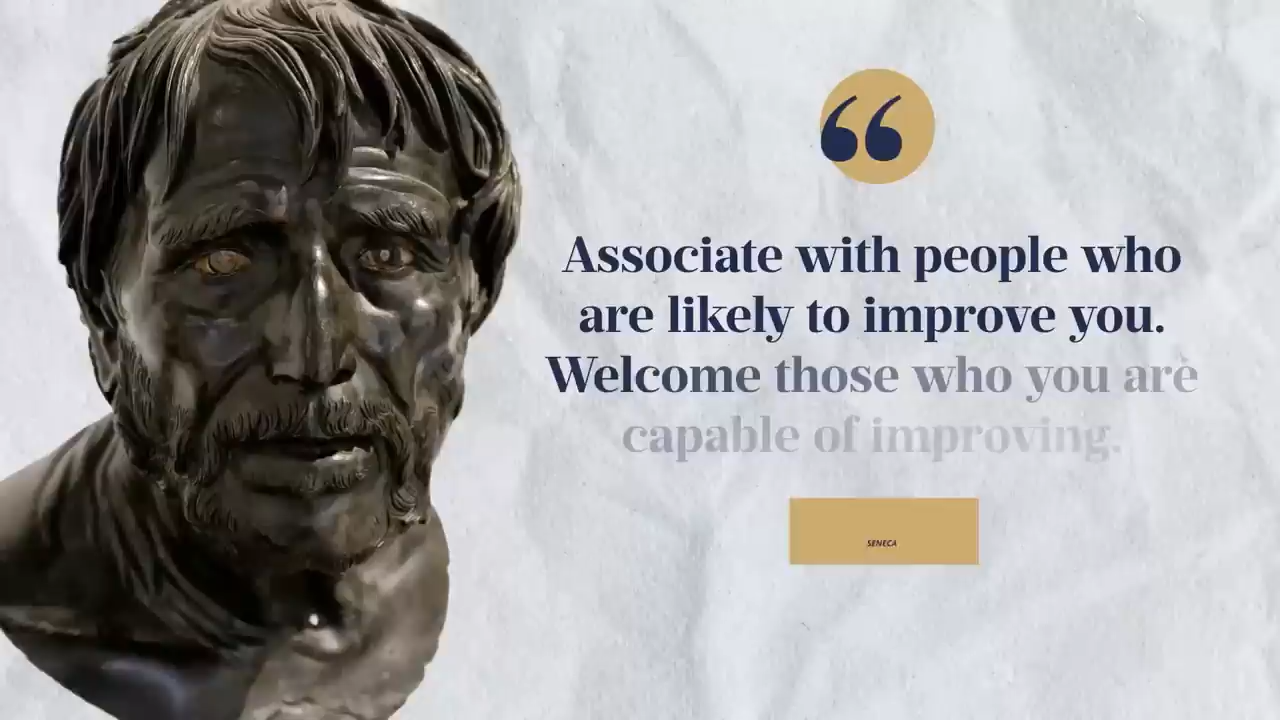 “
Associate with people who
are likely to improve you.
Welcome those who you are
capable of improving.
SENECA